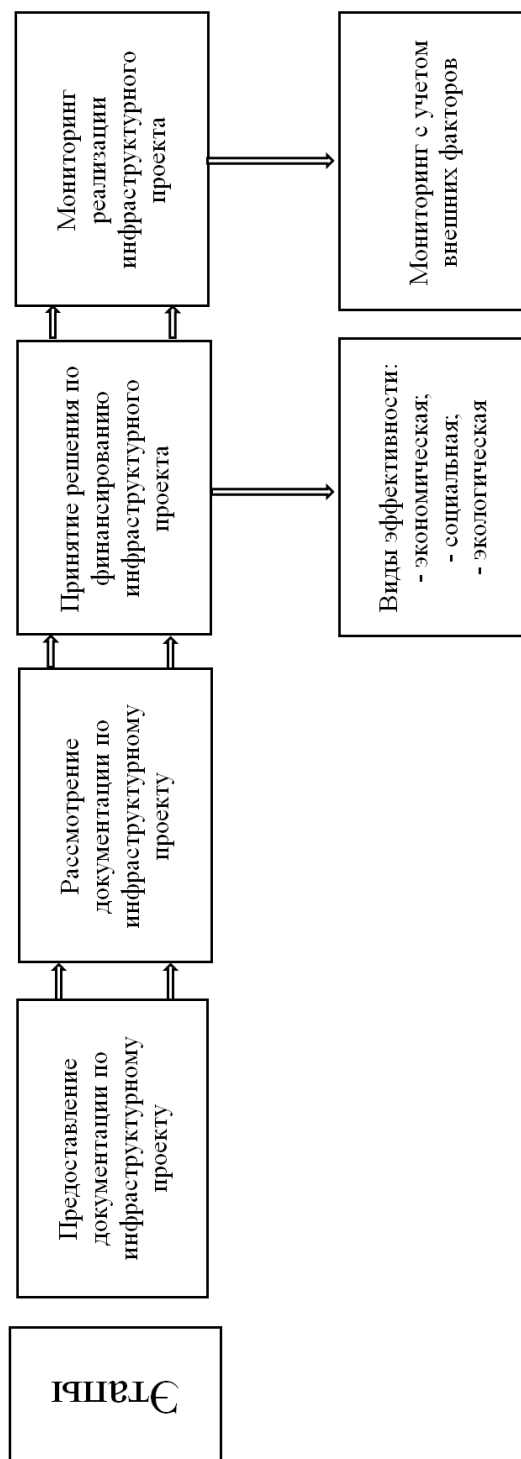 Этапы
Предоставление
документации по
инфраструктурному
проекту
Рассмотрение
документации по
инфраструктурному
проекту
Принятие решения по
финансированию
инфраструктурного
проекта
Мониторинг
реализации
инфраструктурного
проекта
Виды эффективности:
- экономическая;
- социальная;
- экологическая
Мониторинг с учетом
внешних факторов